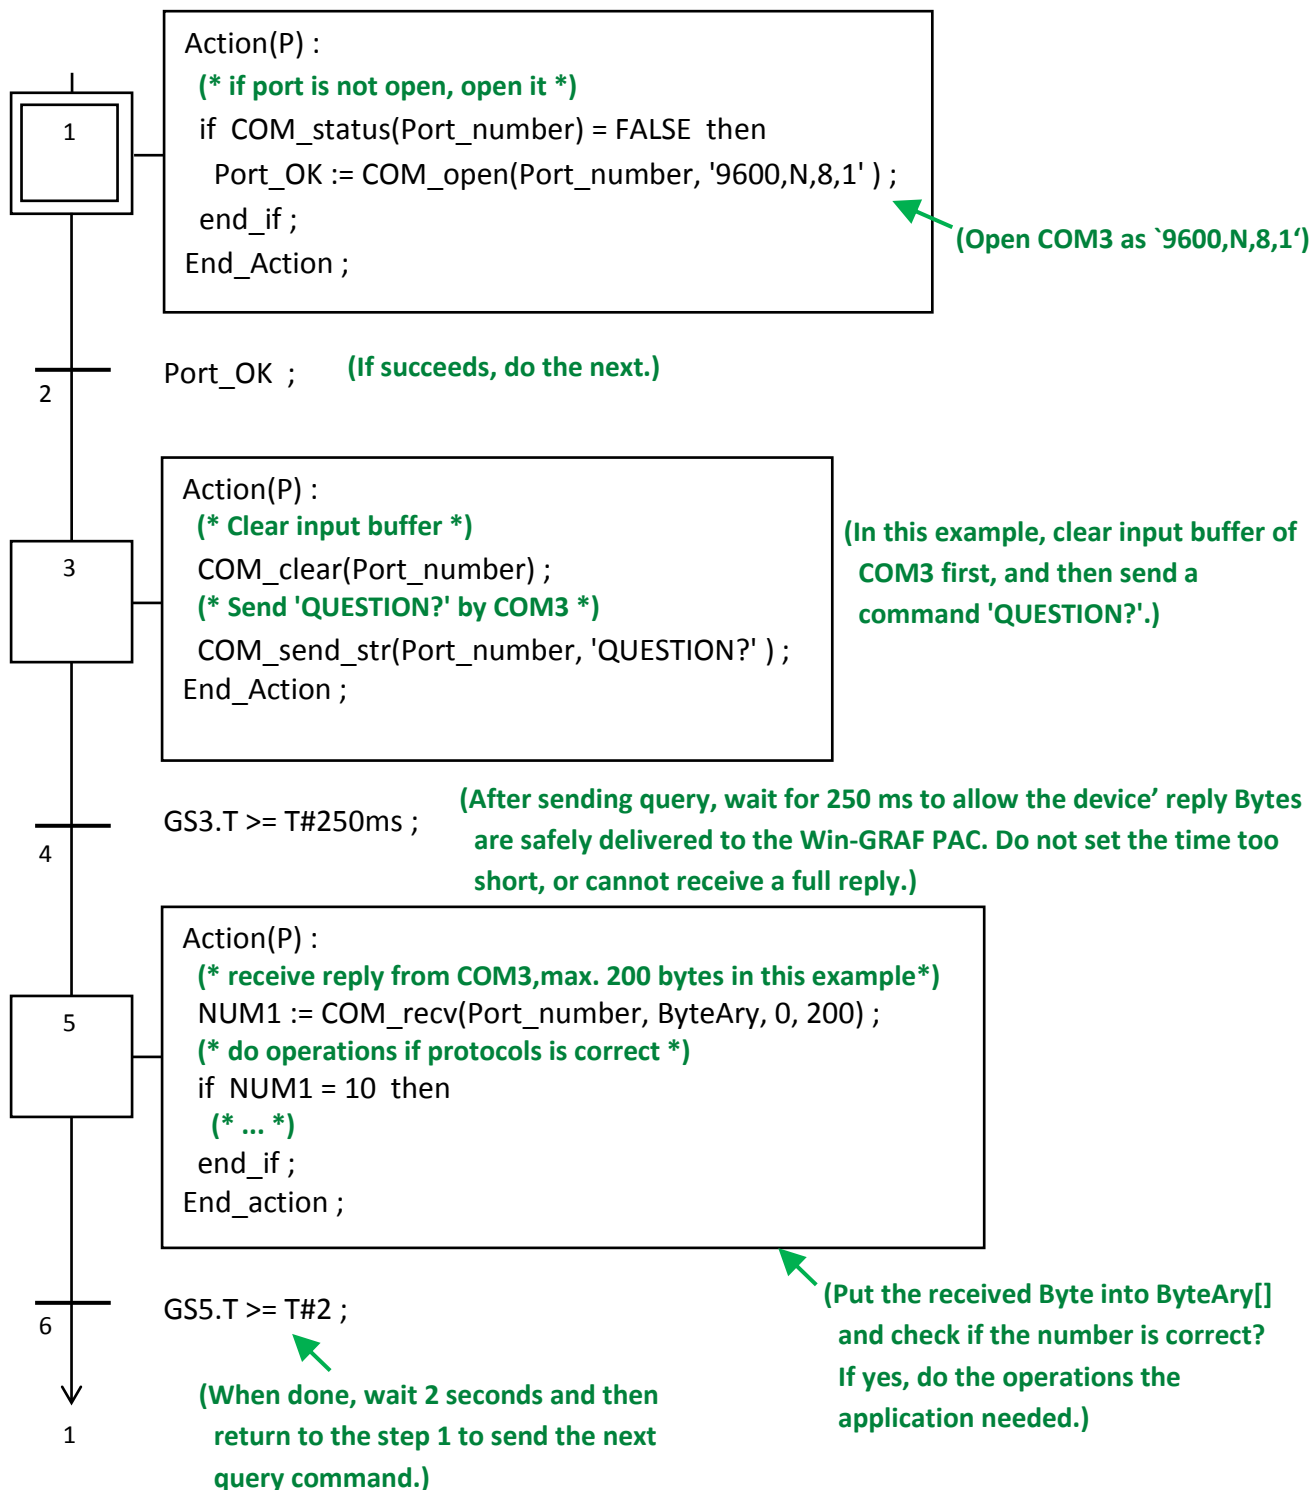 Action(P) :
(* if port is not open, open it *)
1
if COM_status(Port_number) = FALSE then
Port_OK := COM_open(Port_number, '9600,N,8,1' ) ;
end_if ;
(Open COM3 as `9600,N,8,1‘)
End_Action ;
Port_OK ;
(If succeeds, do the next.)
2
Action(P) :
(* Clear input buffer *)
3
COM_clear(Port_number) ;
(* Send 'QUESTION?' by COM3 *)
COM_send_str(Port_number, 'QUESTION?' ) ;
End_Action ;
(In this example, clear input buffer of
COM3 first, and then send a
command 'QUESTION?'.)
GS3.T >= T#250ms ;
4
(After sending query, wait for 250 ms to allow the device’ reply Bytes
are safely delivered to the Win-GRAF PAC. Do not set the time too
short, or cannot receive a full reply.)
Action(P) :
(* receive reply from COM3,max. 200 bytes in this example*)
5
NUM1 := COM_recv(Port_number, ByteAry, 0, 200) ;
(* do operations if protocols is correct *)
if NUM1 = 10 then
(* ... *)
end_if ;
End_action ;
GS5.T >= T#2 ;
6
(Put the received Byte into ByteAry[]
and check if the number is correct?
If yes, do the operations the
application needed.)
(When done, wait 2 seconds and then
return to the step 1 to send the next
query command.)
1